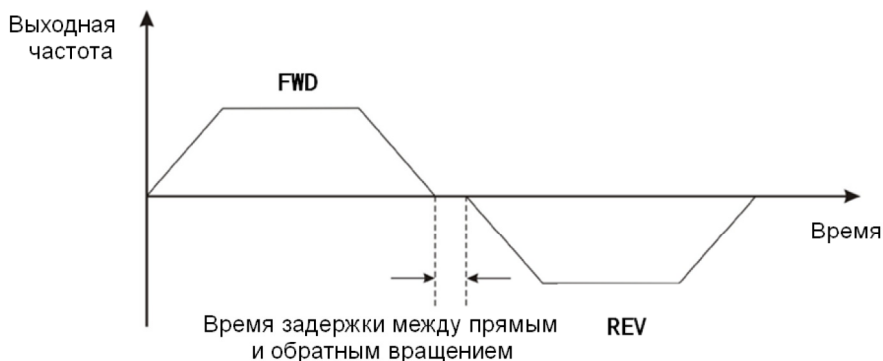 Выходная
частота
FWD
Время
Время задержки между прямым
и обратным вращением
REV